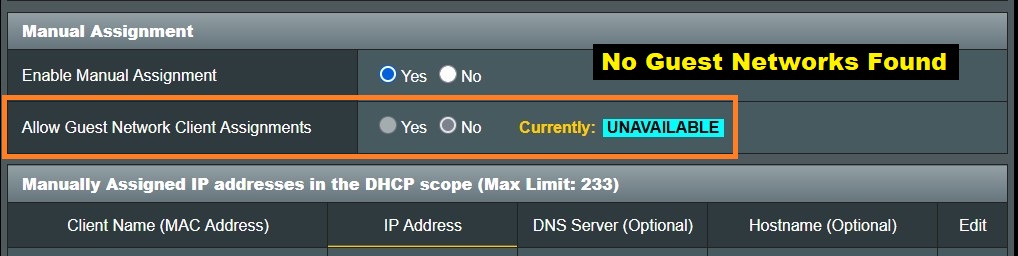 Manual Assignment
Enable Manual Assignment Yes No
No Guest Networks Found
Allow Guest Network Client Assignments Yes No Currently: UNAVAILABLE
Manually Assigned IP addresses in the DHCP scope (Max Limit: 233)
Client Name (MAC Address) IP Address DNS Server (Optional) Hostname (Optional) Edit